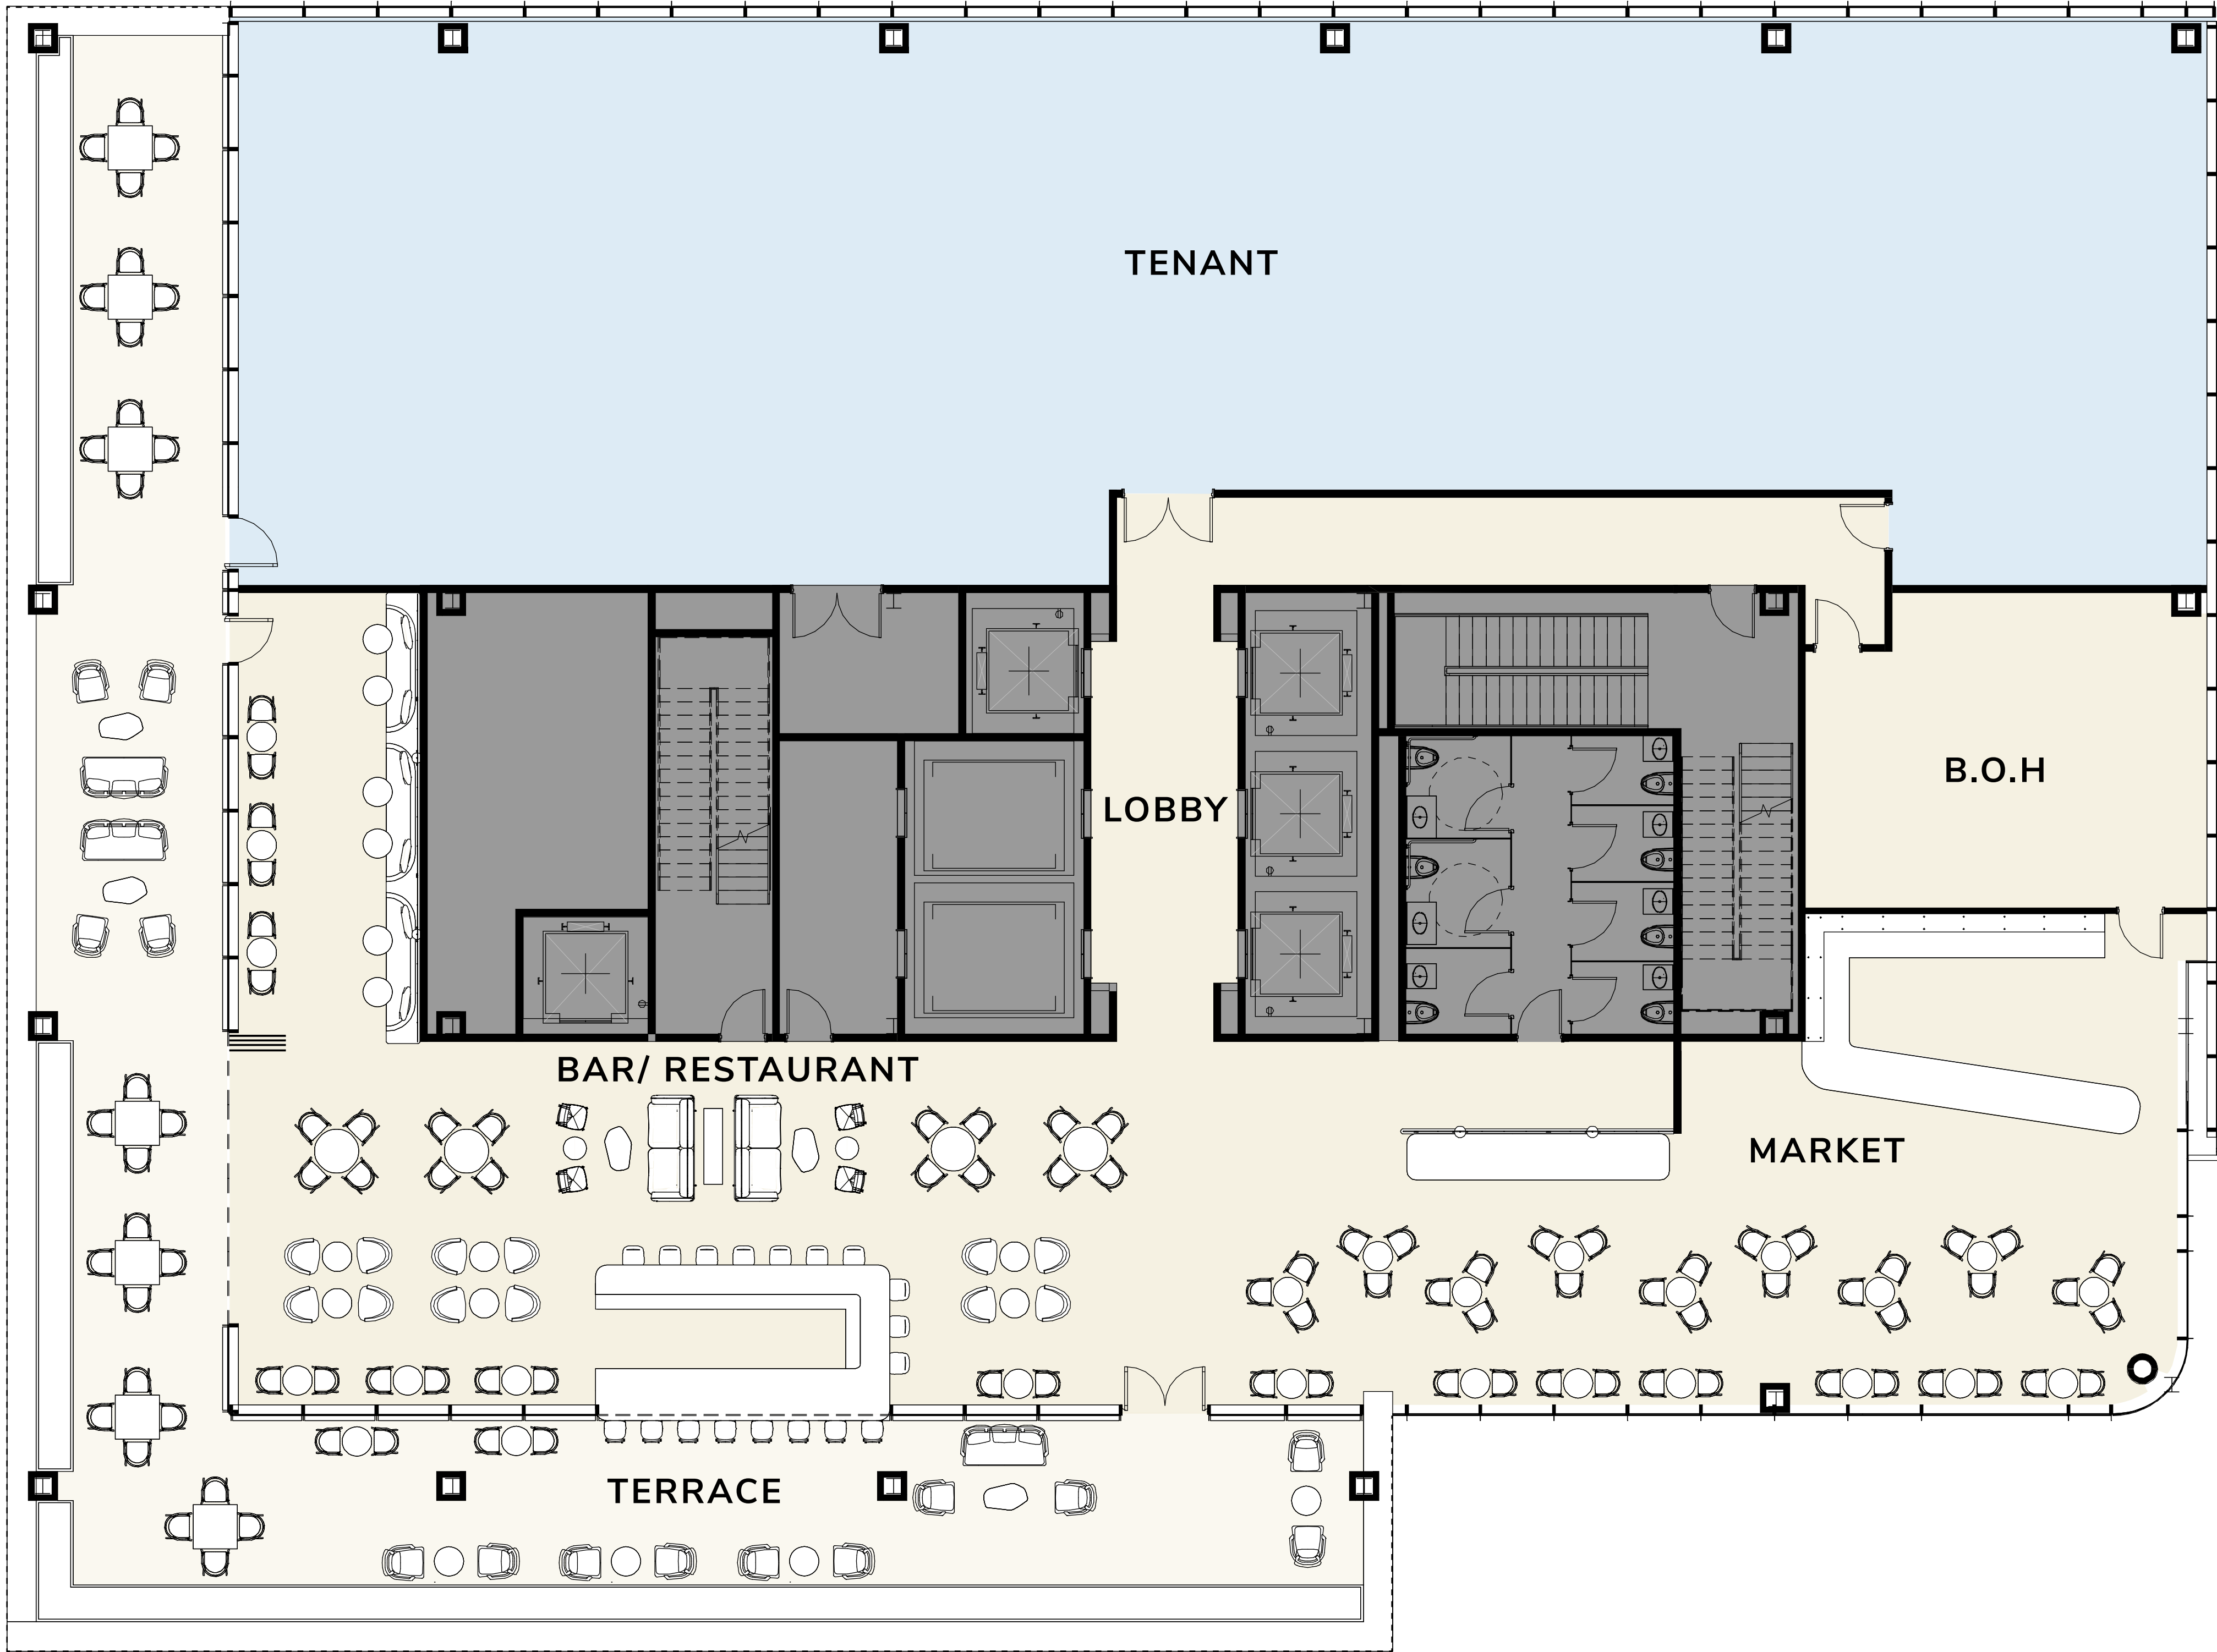 TENANT
B.O.H
LOBBY
BAR/ RESTAURANT
MARKET
TERRACE